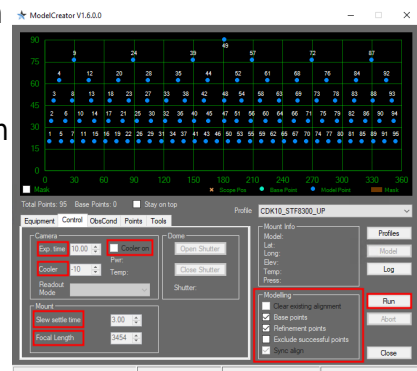 ModelCreator V1.6.0.0
90
75
60
45
30
15
0
49
9 24 39 57 72 87
4 12 20 28 35 44 52 61 68 76 84 92
3 8 13 18 23 27 33 38 42 48 54 58 63 69 73 78 83 88 93
2 6 10 14 17 21 25 30 32 36 40 45 47 51 56 60 64 66 71 75 79 82 86 90 94
1 5 7 11 15 16 19 22 26 29 31 34 37 41 43 46 50 53 55 59 62 65 67 70 74 77 80 81 85 89 91 95
0 30 60 90 120 150 180 210 240 270 300 330 360
Mask Scope Pos Base Point Model Point Mask
Total Points: 95 Base Points: 0 Stay on top
Profile CDK10_STF8300_UP
Equipment Control ObsCond Points Tools
Camera
Exp. time 10.00 Cooler on
Cooler -10 Pwr:
Temp:
Readout
Mode
Dome
Open Shutter
Close Shutter
Shutter:
Mount
Slew settle time 3.00
Focal Length 3454
Mount Info
Model:
Lat:
Long:
Elev:
Temp:
Press:
Modelling
Clear existing alignment
Base points
Refinement points
Exclude successful points
Sync align
Profiles
Model
Log
Run
Abort
Close